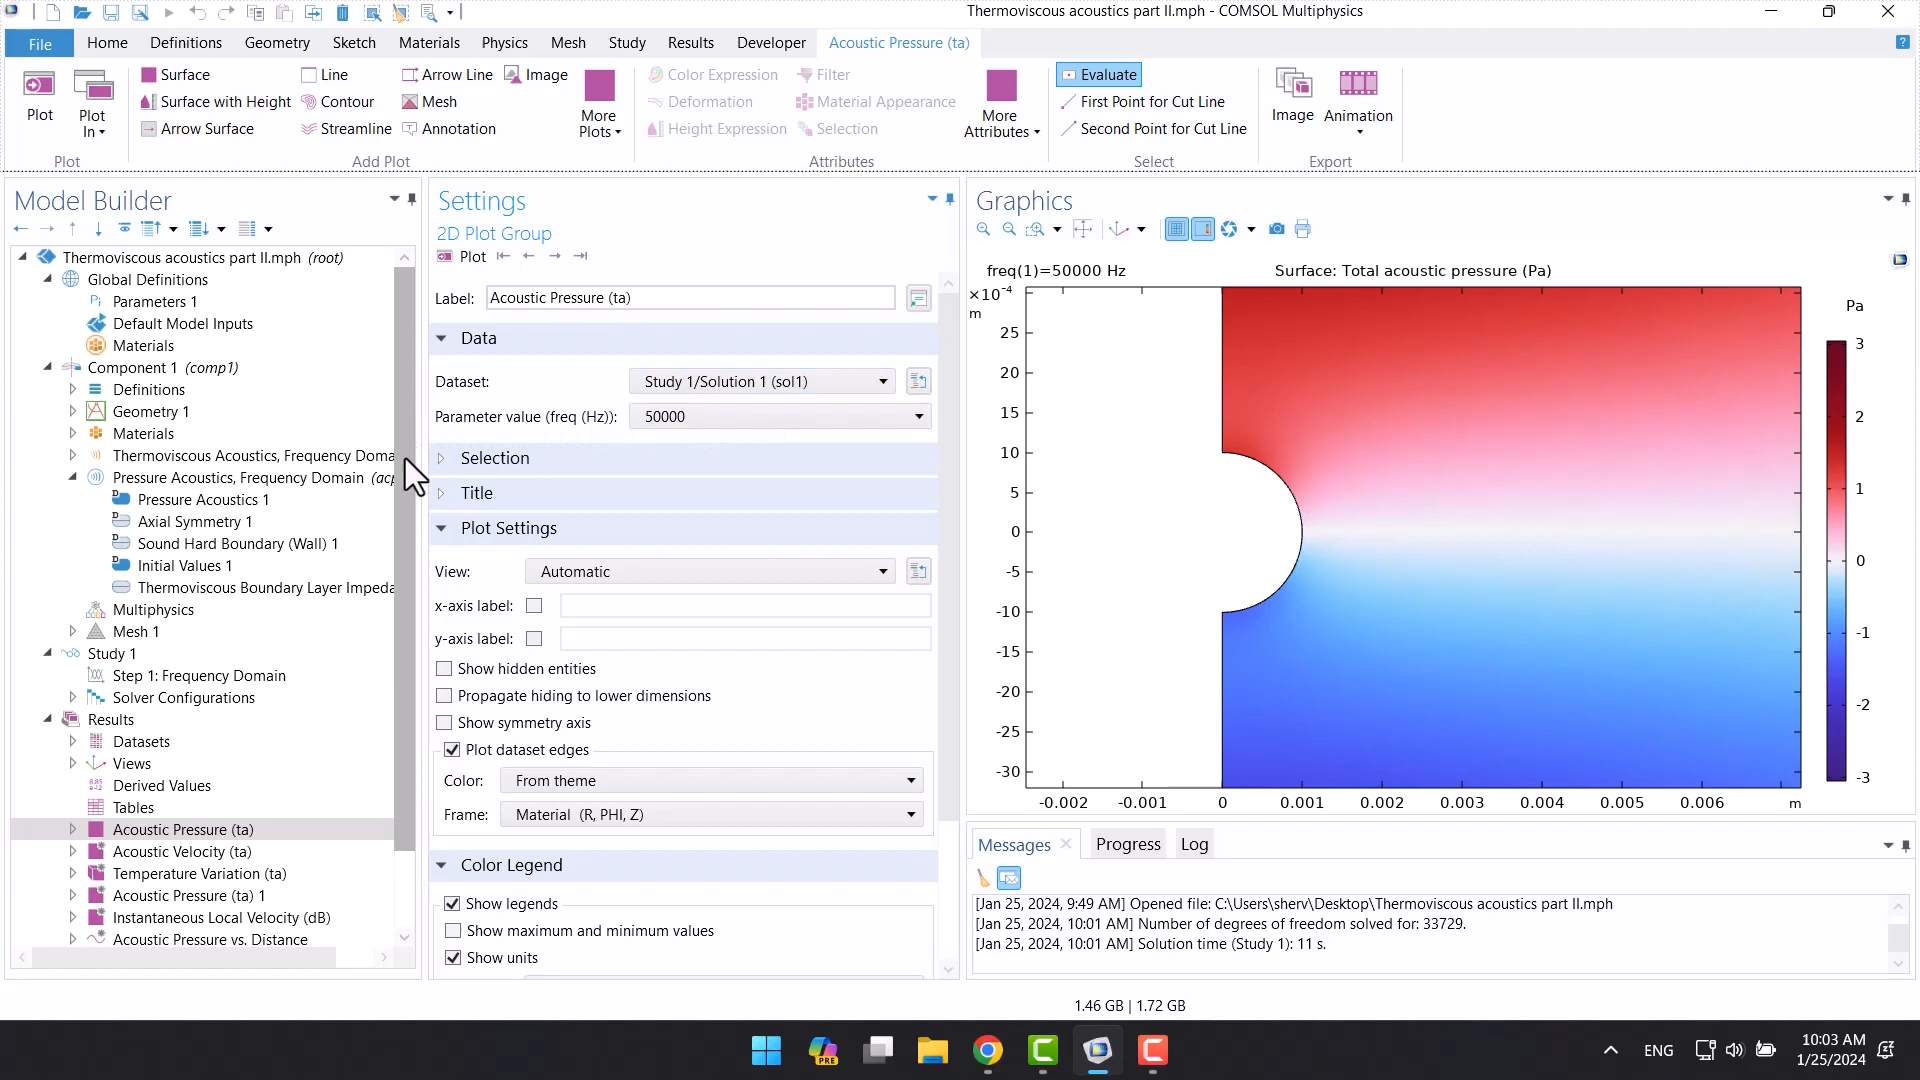 Thermoviscous acoustics part II.mph - COMSOL Multiphysics
File Home Definitions Geometry Sketch Materials Physics Mesh Study Results Developer Acoustic Pressure (ta)
Plot
Plot In
Plot
Surface
Surface with Height
Arrow Surface
Line
Contour
Streamline
Arrow Line
Mesh
Annotation
Image
More Plots
Add Plot
Color Expression
Deformation
Height Expression
Filter
Material Appearance
Selection
More Attributes
Attributes
Evaluate
First Point for Cut Line
Second Point for Cut Line
Select
Image
Animation
Export
Model Builder
Thermoviscous acoustics part II.mph (root)
Global Definitions
Pi Parameters 1
Default Model Inputs
Materials
Component 1 (comp1)
Definitions
Geometry 1
Materials
Thermoviscous Acoustics, Frequency Doma
Pressure Acoustics, Frequency Domain (acp
D Pressure Acoustics 1
D Axial Symmetry 1
D Sound Hard Boundary (Wall) 1
D Initial Values 1
Thermoviscous Boundary Layer Impeda
Multiphysics
Mesh 1
Study 1
Step 1: Frequency Domain
Solver Configurations
Results
Datasets
Views
Derived Values
Tables
Acoustic Pressure (ta)
Acoustic Velocity (ta)
Temperature Variation (ta)
Acoustic Pressure (ta) 1
Instantaneous Local Velocity (dB)
Acoustic Pressure vs. Distance
Settings
2D Plot Group
Plot
Label: Acoustic Pressure (ta)
Data
Dataset: Study 1/Solution 1 (sol1)
Parameter value (freq (Hz)): 50000
Selection
Title
Plot Settings
View: Automatic
x-axis label:
y-axis label:
Show hidden entities
Propagate hiding to lower dimensions
Show symmetry axis
Plot dataset edges
Color: From theme
Frame: Material (R, PHI, Z)
Color Legend
Show legends
Show maximum and minimum values
Show units
Graphics
freq(1)=50000 Hz Surface: Total acoustic pressure (Pa)
×10⁻⁴
m
25
20
15
10
5
0
-5
-10
-15
-20
-25
-30
-0.002 -0.001 0 0.001 0.002 0.003 0.004 0.005 0.006 m
Pa
3
2
1
0
-1
-2
-3
Messages Progress Log
[Jan 25, 2024, 9:49 AM] Opened file: C:\Users\sherv\Desktop\Thermoviscous acoustics part II.mph
[Jan 25, 2024, 10:01 AM] Number of degrees of freedom solved for: 33729.
[Jan 25, 2024, 10:01 AM] Solution time (Study 1): 11 s.
1.46 GB | 1.72 GB
PRE
ENG
10:03 AM
1/25/2024